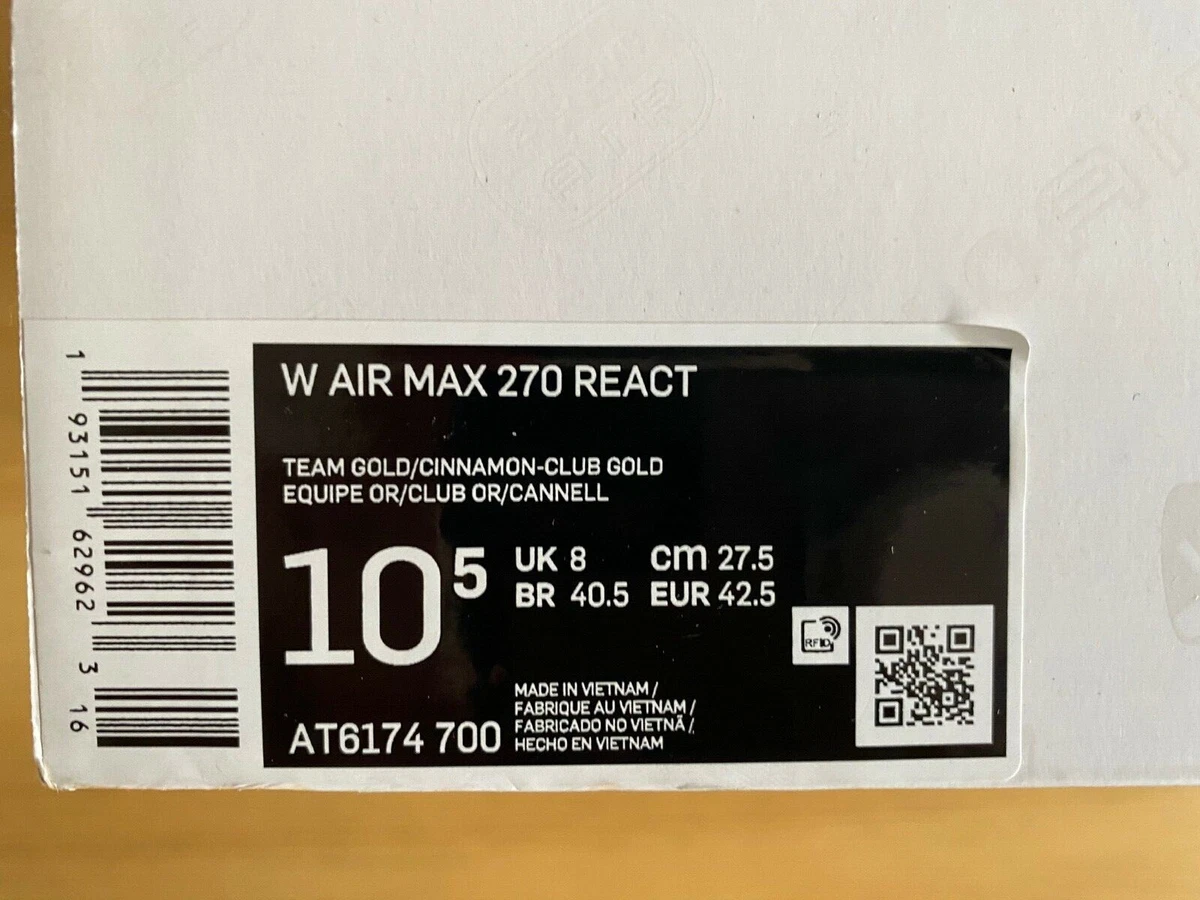 W AIR MAX 270 REACT
TEAM GOLD/CINNAMON-CLUB GOLD
EQUIPE OR/CLUB OR/CANNELL
10 5
UK 8 cm 27.5
BR 40.5 EUR 42.5
RFID
MADE IN VIETNAM /
FABRIQUE AU VIETNAM /
FABRICADO NO VIETNÃ /
HECHO EN VIETNAM
AT6174 700
1 93151 62962 3 16